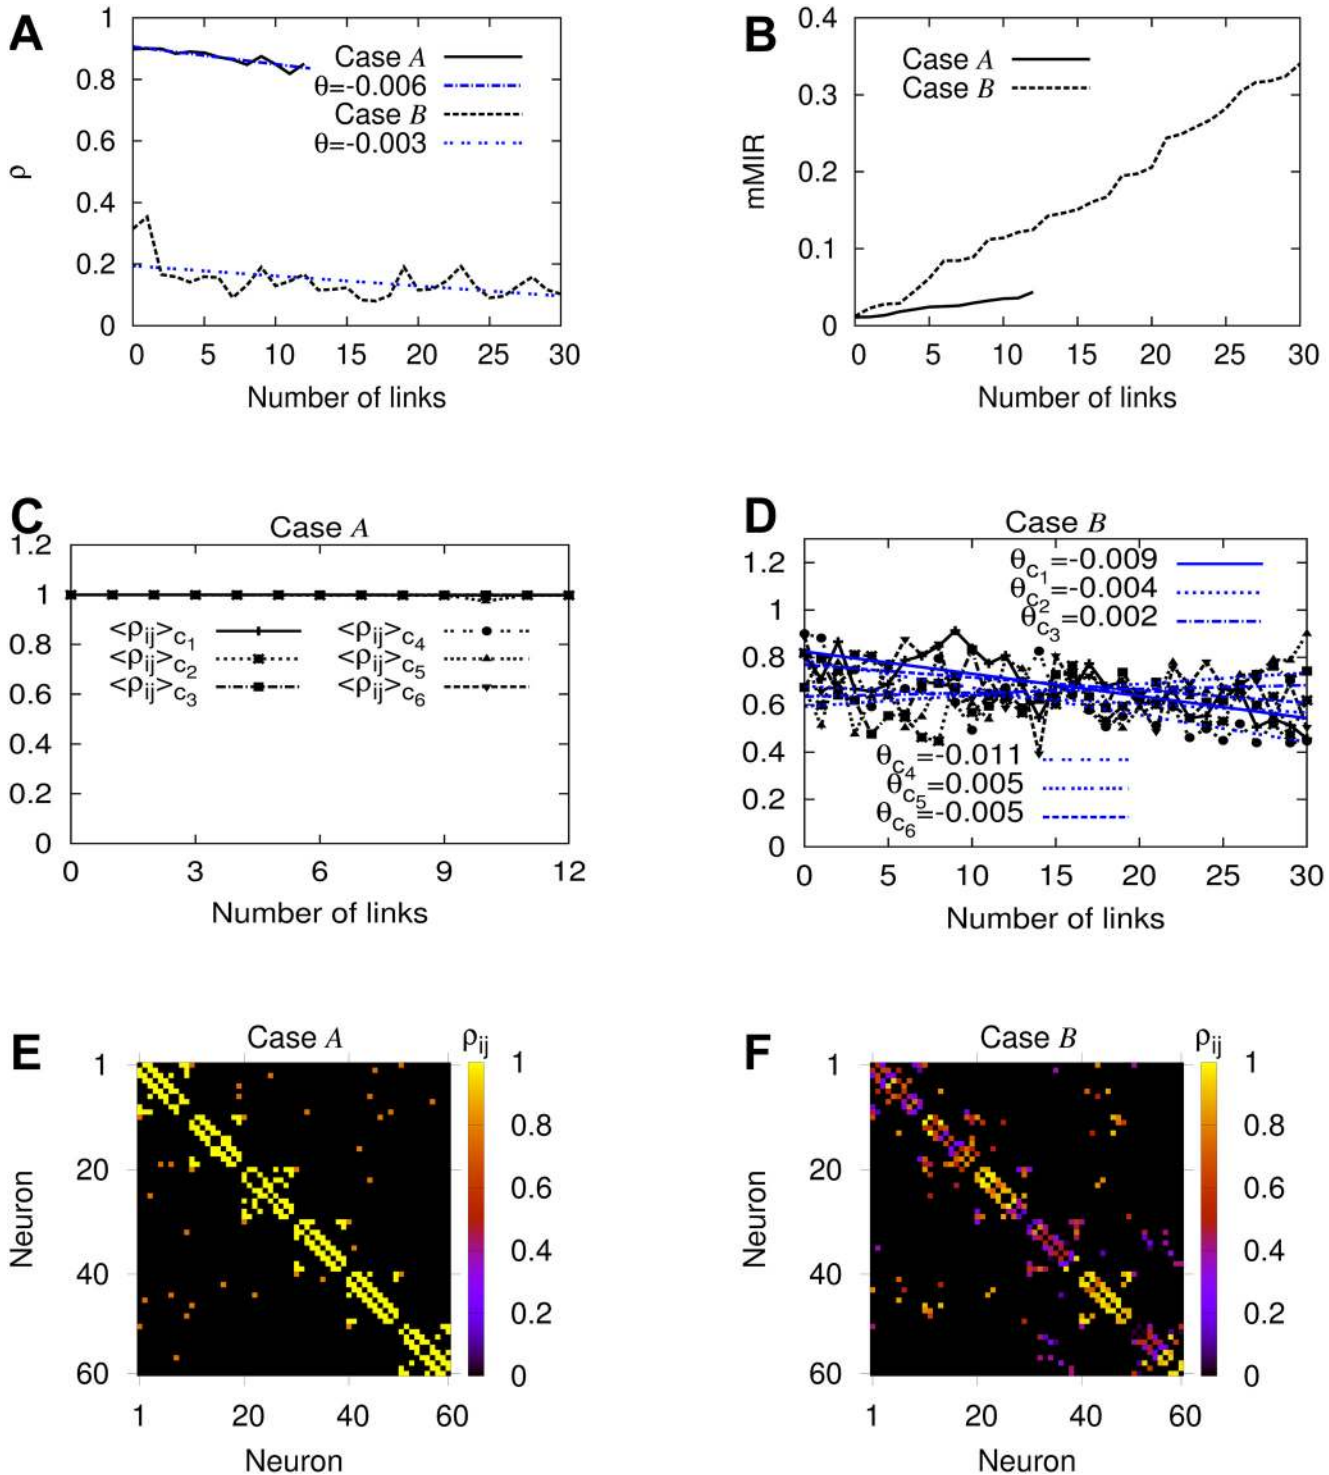 A
1
0.8
0.6
0.4
0.2
0
ρ
Case A
θ=-0.006
Case B
θ=-0.003
0 5 10 15 20 25 30
Number of links
B
0.4
0.3
0.2
0.1
0
mMIR
Case A
Case B
0 5 10 15 20 25 30
Number of links
C
Case A
1.2
1
0.8
0.6
0.4
0.2
0
<ρij>c1
<ρij>c2
<ρij>c3
<ρij>c4
<ρij>c5
<ρij>c6
0 3 6 9 12
Number of links
D
Case B
1.2
1
0.8
0.6
0.4
0.2
0
θc1=-0.009
θc2=-0.004
θc3=0.002
θc4=-0.011
θc5=0.005
θc6=-0.005
0 5 10 15 20 25 30
Number of links
E
Case A
ρij
1
20
40
60
Neuron
1
0.8
0.6
0.4
0.2
0
1 20 40 60
Neuron
F
Case B
ρij
1
20
40
60
Neuron
1
0.8
0.6
0.4
0.2
0
1 20 40 60
Neuron